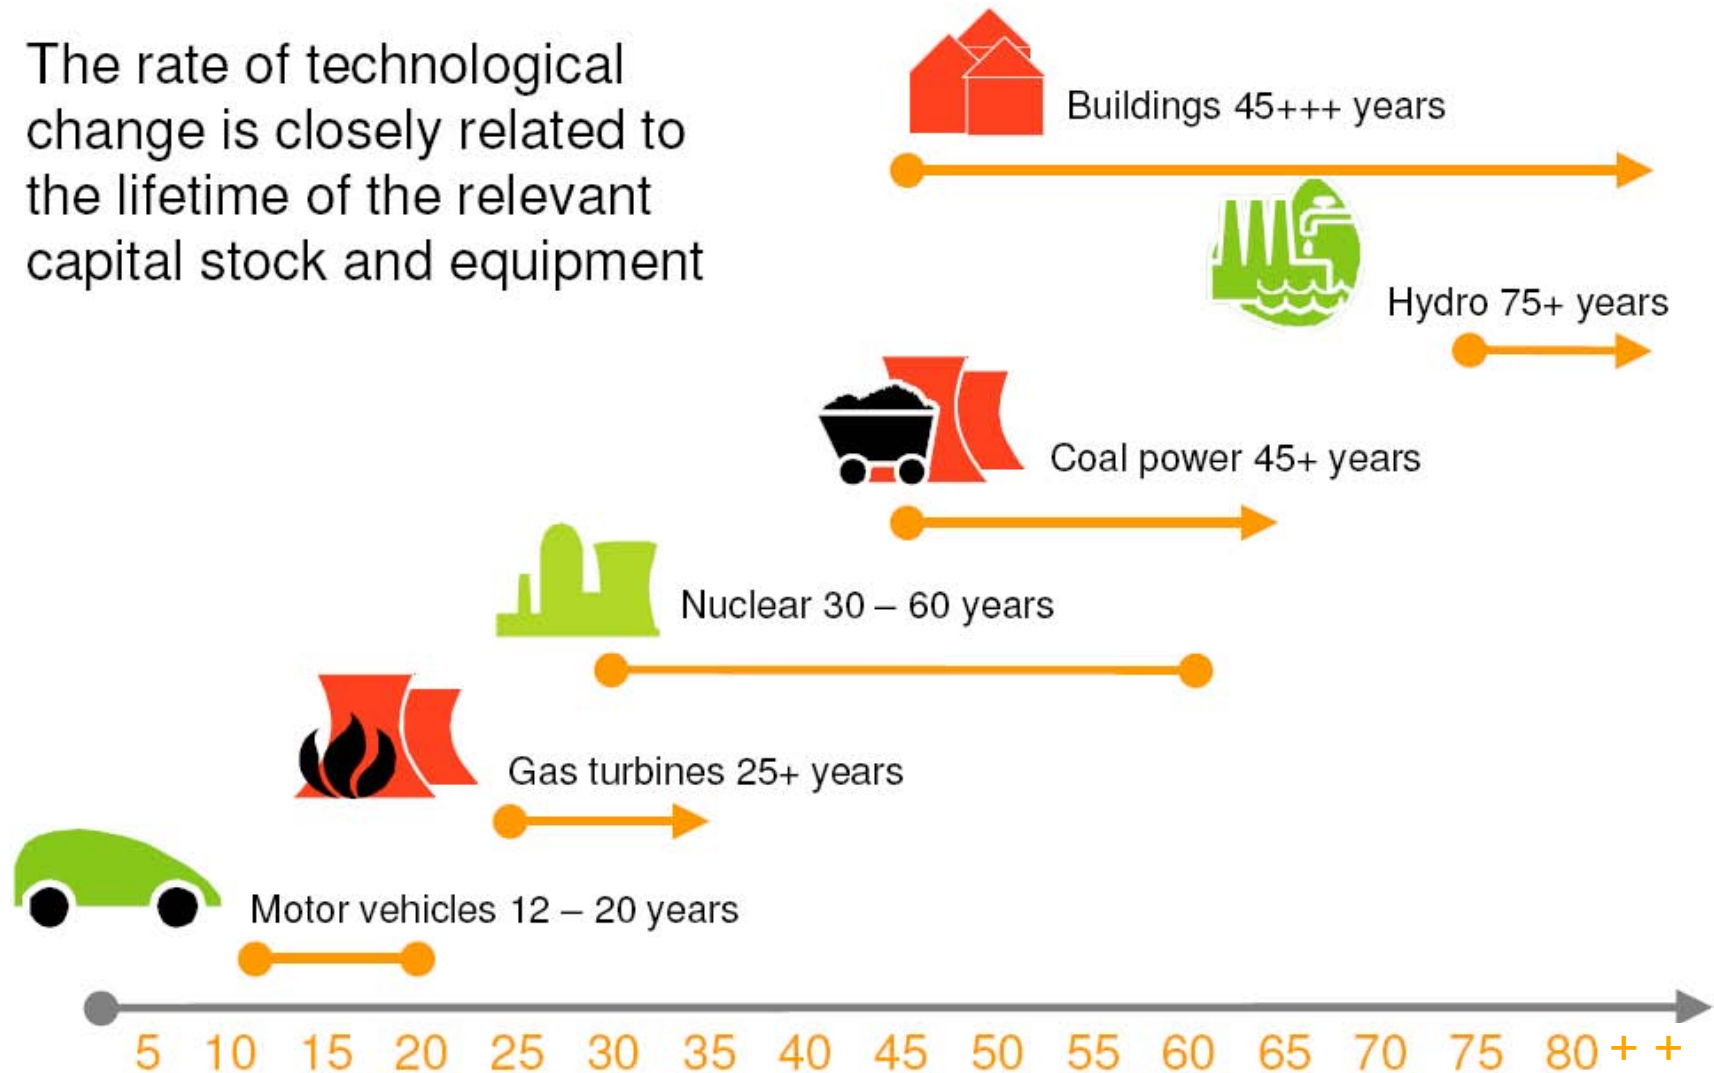 The rate of technological
change is closely related to
the lifetime of the relevant
capital stock and equipment
Buildings 45+++ years
Hydro 75+ years
Coal power 45+ years
Nuclear 30 – 60 years
Gas turbines 25+ years
Motor vehicles 12 – 20 years
5 10 15 20 25 30 35 40 45 50 55 60 65 70 75 80 + +